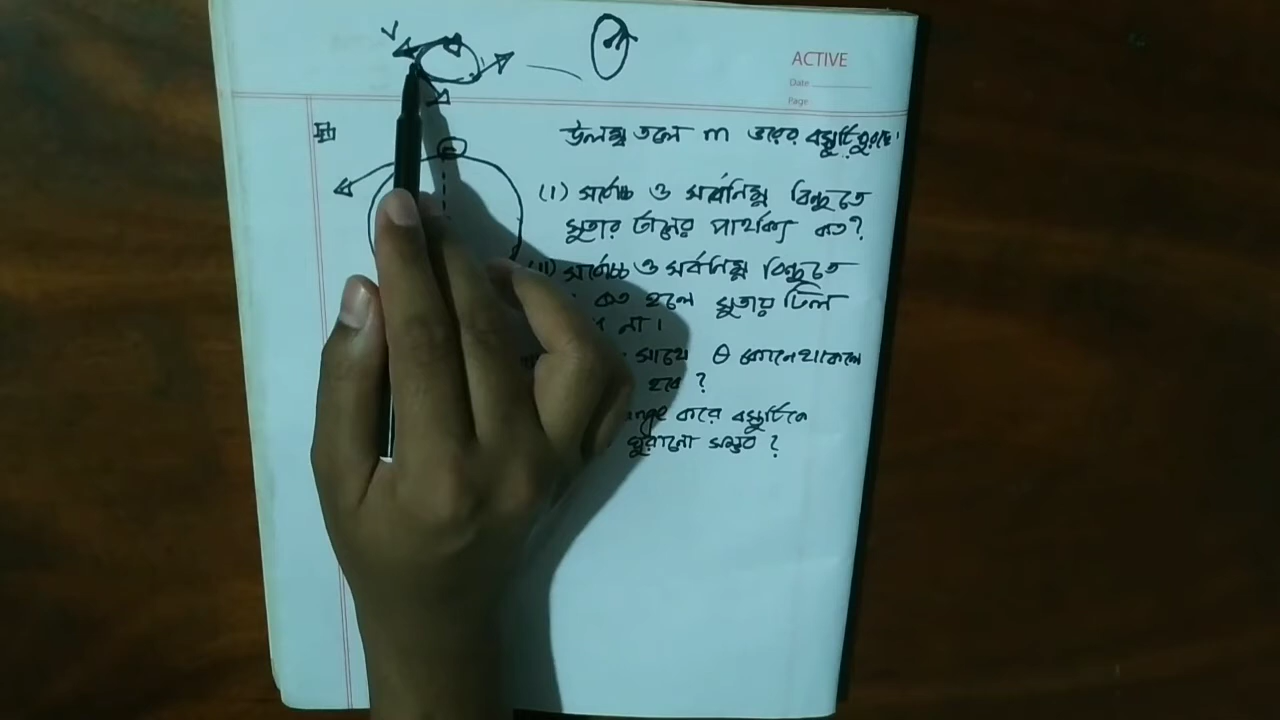 v
ACTIVE
Date
Page
উলম্ব তলে m ভরের বস্তুটি ঘুরছে।
(I) সর্বোচ্চ ও সর্বনিম্ন বিন্দুতে
সুতার টানের পার্থক্য কত?
(II) সর্বোচ্চ ও সর্বনিম্ন বিন্দুতে
কত হলে সুতায় ঢিল
না।
সাথে θ কোনে থাকলে
হবে ?
করে বস্তুটিকে
ঘুরানো সম্ভব ?